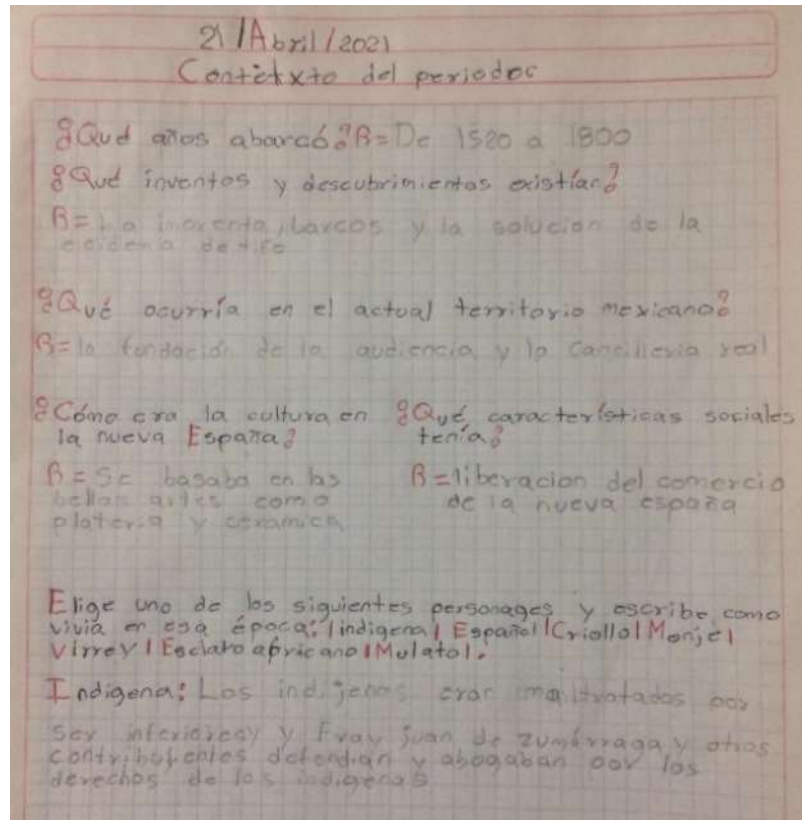 21/Abril/2021
Contètxto del periodoc
¿Qué años abarcó? R= De 1520 a 1800
¿Qué inventos y descubrimientos existían?
R= La imprenta, barcos y la solucion de la
de tifo
¿Qué ocurría en el actual territorio mexicano?
R= la fundación de la audiencia y la Cancilleria real
¿Cómo era la cultura en
la nueva España?
R= Se basaba en las
bellas artes como
plateria y ceramica
¿Qué características sociales
tenía?
R= liberacion del comercio
de la nueva españa
Elige uno de los siguientes personages y escribe como
vivia en esa época: |indigena| Español |Criollo| Monje|
Virrey | Esclavo africano | Mulato|.
Indigena: Los indijenas eran maltratados por
ser inferiores y Fray juan de zumárraga y otros
defendian y abogaban por los
derechos de los indigenas